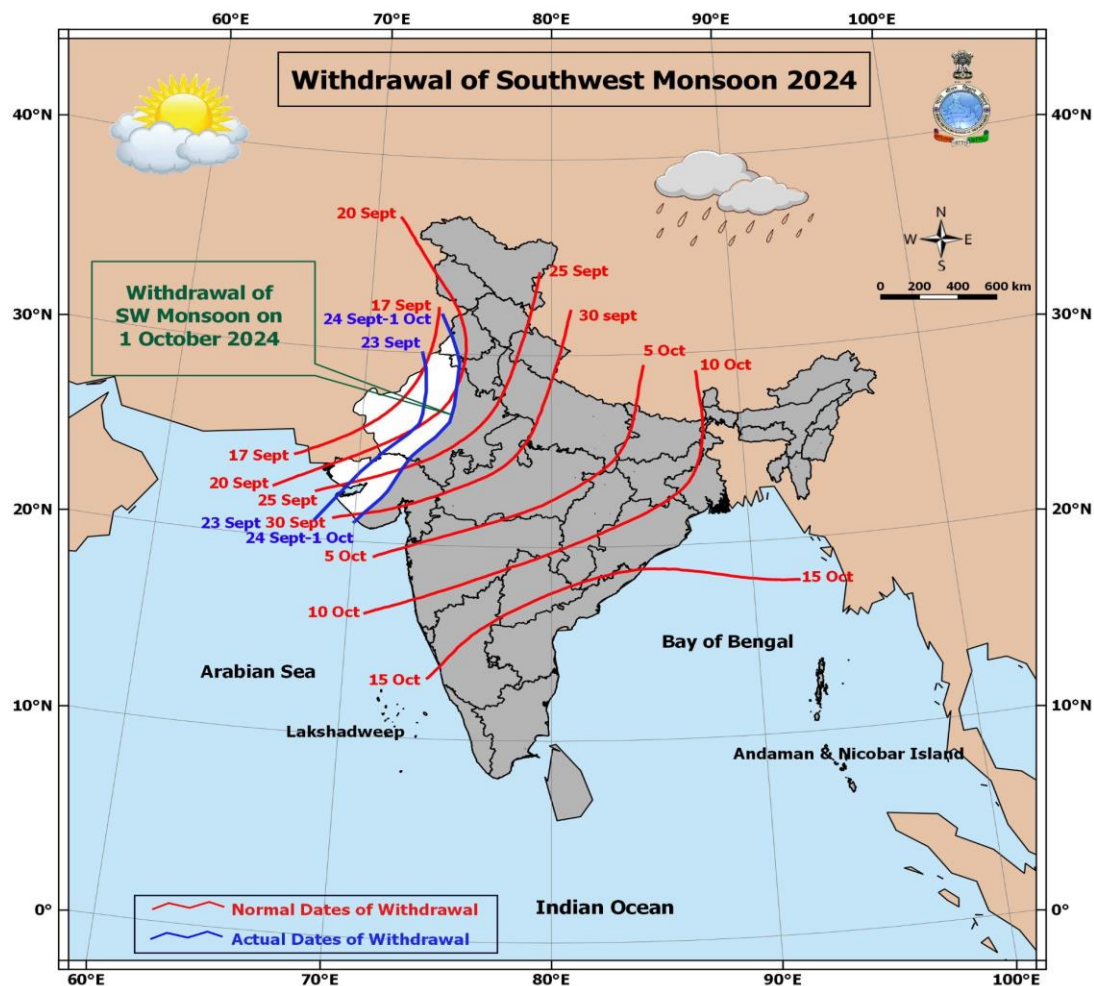 60°E 70°E 80°E 90°E 100°E
Withdrawal of Southwest Monsoon 2024
40°N 40°N
N
W E
S
20 Sept
25 Sept
0 200 400 600 km
Withdrawal of
SW Monsoon on
1 October 2024
17 Sept
30 sept
30°N 30°N
24 Sept-1 Oct
23 Sept
5 Oct
10 Oct
17 Sept
20 Sept
25 Sept
20°N 20°N
23 Sept 30 Sept
24 Sept-1 Oct
5 Oct
15 Oct
10 Oct
Bay of Bengal
Arabian Sea
15 Oct
10°N 10°N
Lakshadweep
Andaman & Nicobar Island
Normal Dates of Withdrawal
Indian Ocean
0° 0°
Actual Dates of Withdrawal
60°E 70°E 80°E 90°E 100°E